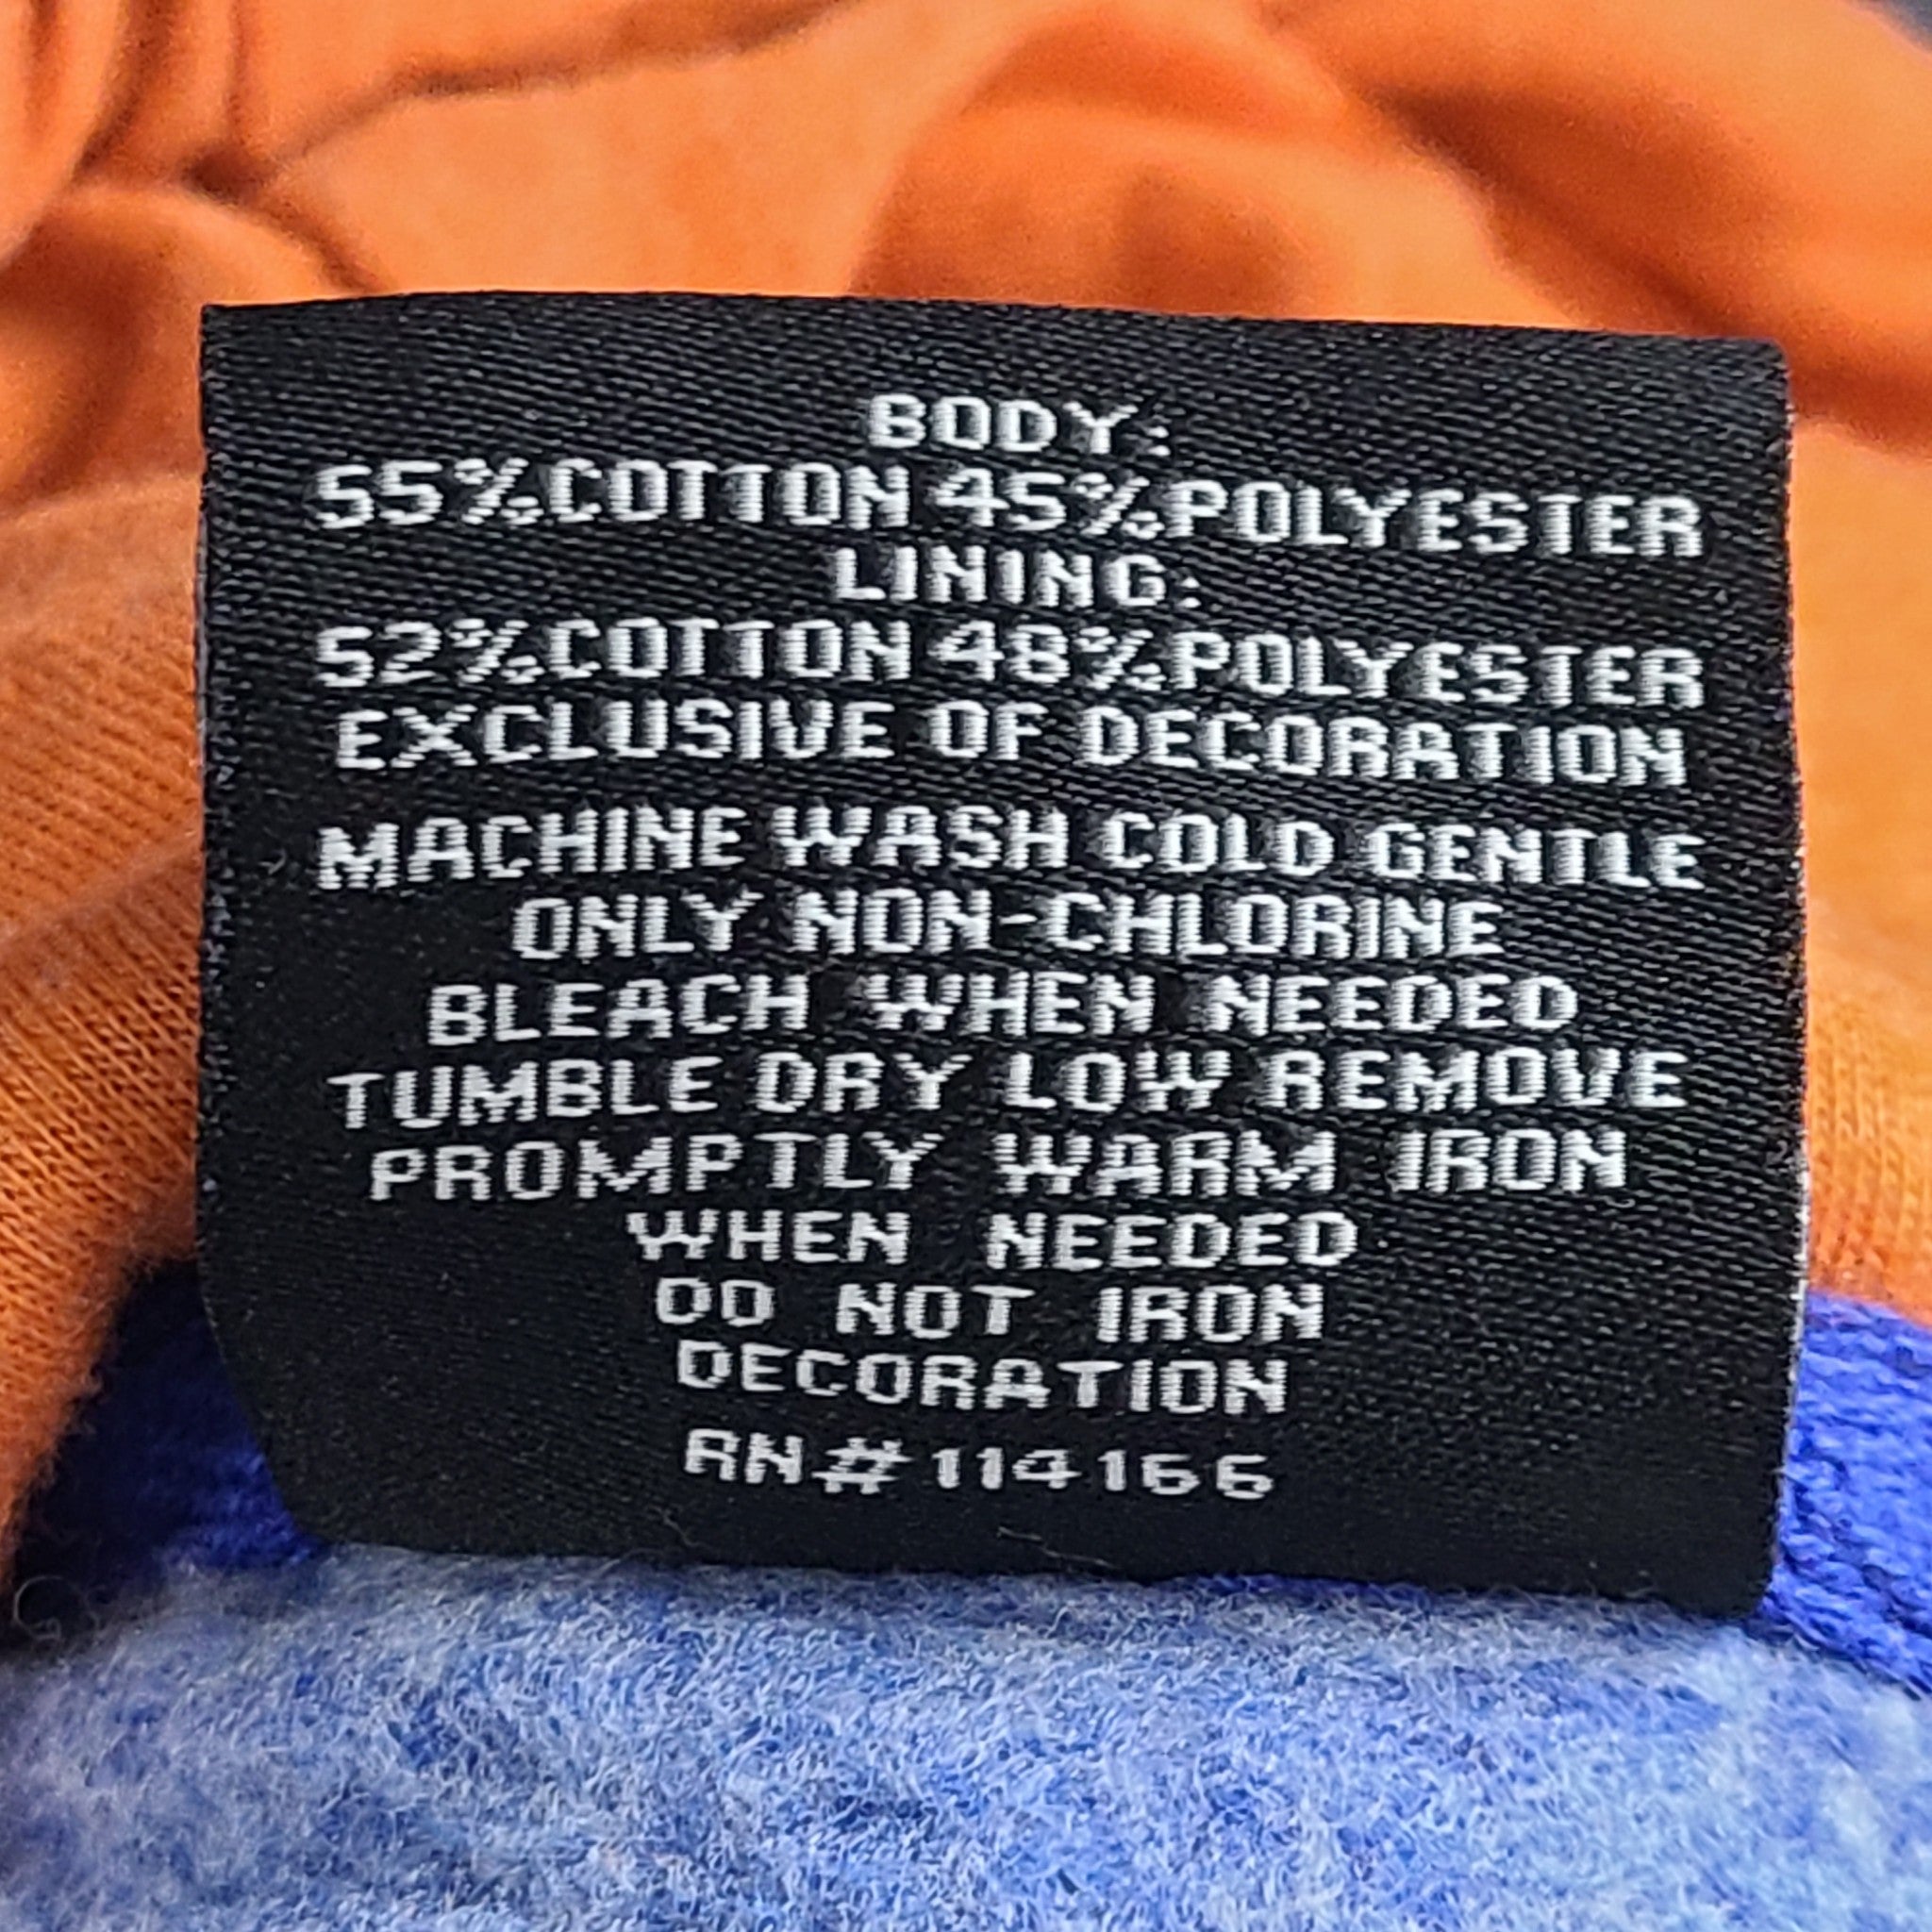 BODY:
55%COTTON 45%POLYESTER
LINING:
52%COTTON 48%POLYESTER
EXCLUSIVE OF DECORATION
MACHINE WASH COLD GENTLE
ONLY NON-CHLORINE
BLEACH WHEN NEEDED
TUMBLE DRY LOW REMOVE
PROMPTLY WARM IRON
WHEN NEEDED
DO NOT IRON
DECORATION
RN#114166